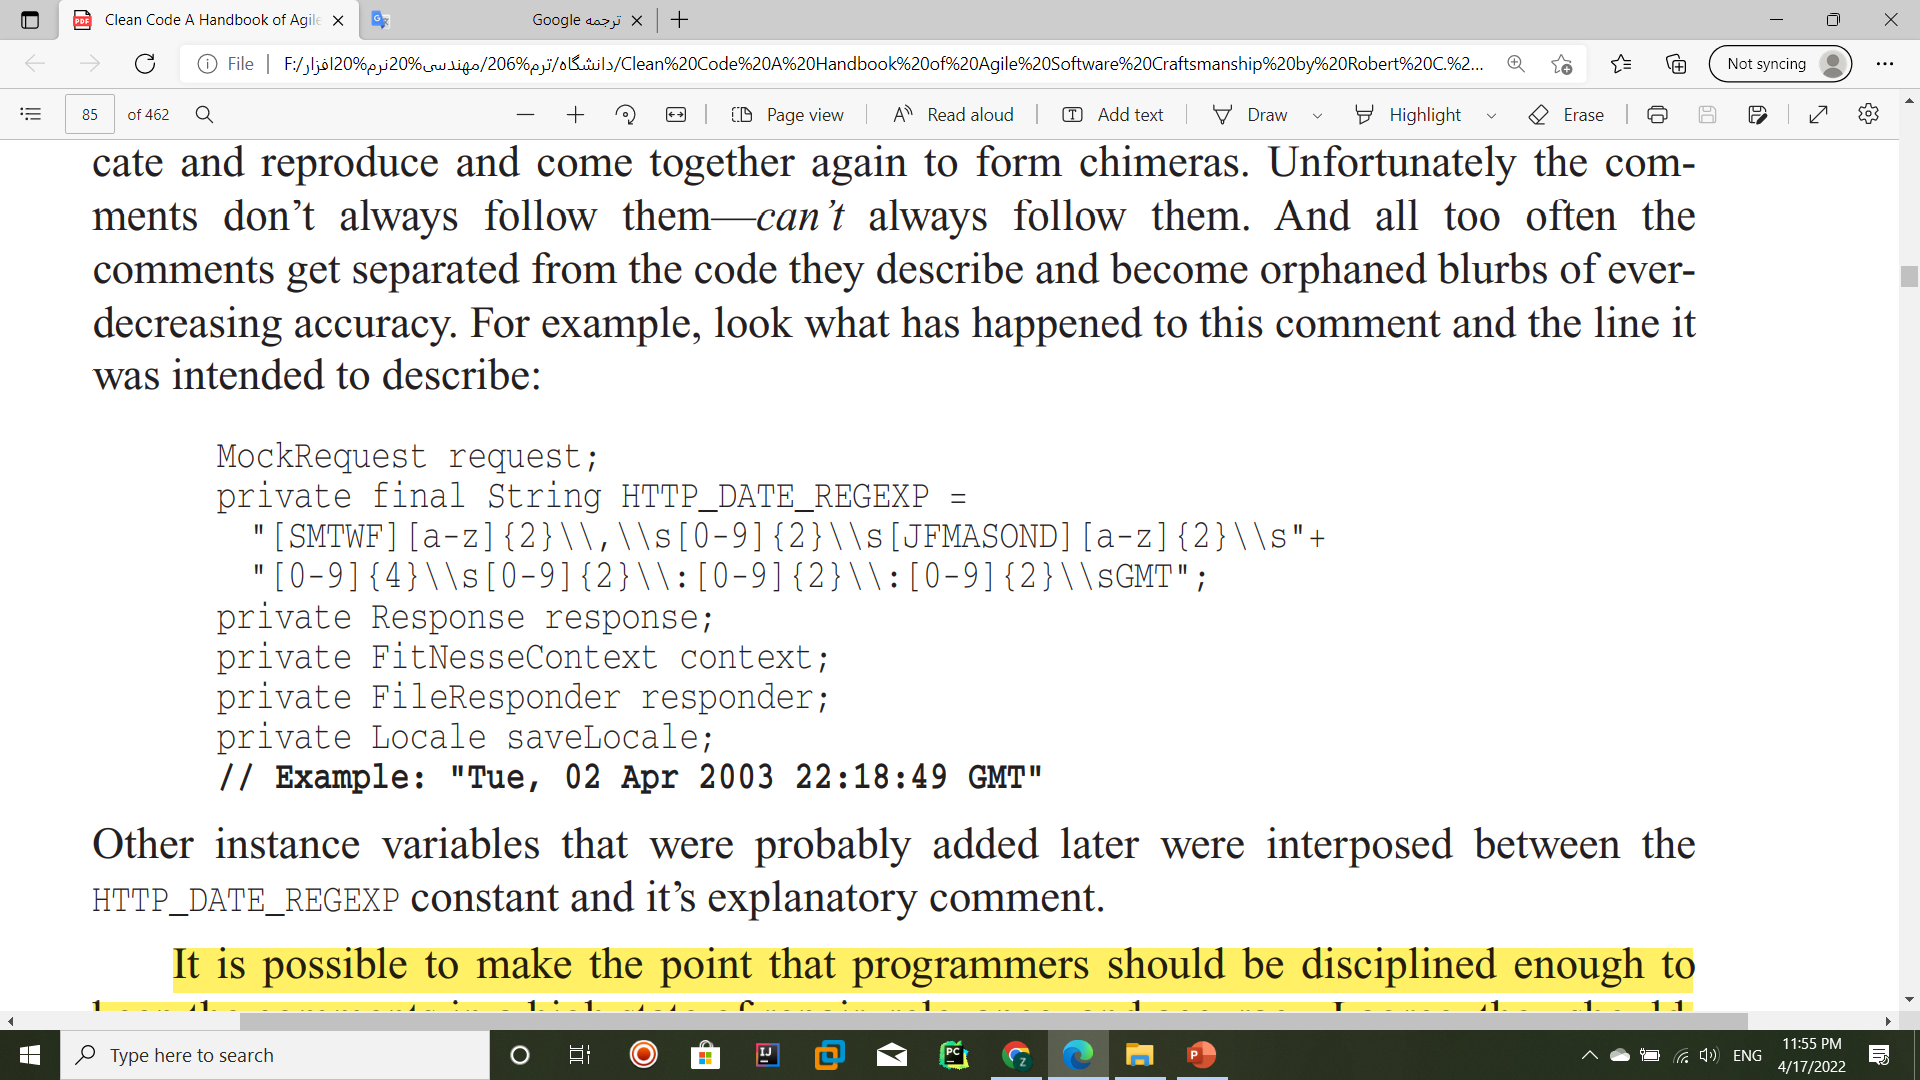 Clean Code A Handbook of Agile
ترجمه Google
File
F:/دانشگاه/ترم%206/مهندسی%20نرم%20افزار/Clean%20Code%20A%20Handbook%20of%20Agile%20Software%20Craftsmanship%20by%20Robert%20C.%2...
Not syncing
85 of 462
Page view
Read aloud
Add text
Draw
Highlight
Erase
cate and reproduce and come together again to form chimeras. Unfortunately the com-
ments don’t always follow them—can’t always follow them. And all too often the
comments get separated from the code they describe and become orphaned blurbs of ever-
decreasing accuracy. For example, look what has happened to this comment and the line it
was intended to describe:
MockRequest request;
private final String HTTP_DATE_REGEXP =
"[SMTWF][a-z]{2}\\,\\s[0-9]{2}\\s[JFMASOND][a-z]{2}\\s"+
"[0-9]{4}\\s[0-9]{2}\\:[0-9]{2}\\:[0-9]{2}\\sGMT";
private Response response;
private FitNesseContext context;
private FileResponder responder;
private Locale saveLocale;
// Example: "Tue, 02 Apr 2003 22:18:49 GMT"
Other instance variables that were probably added later were interposed between the
HTTP_DATE_REGEXP constant and it’s explanatory comment.
It is possible to make the point that programmers should be disciplined enough to
Type here to search
ENG
11:55 PM
4/17/2022